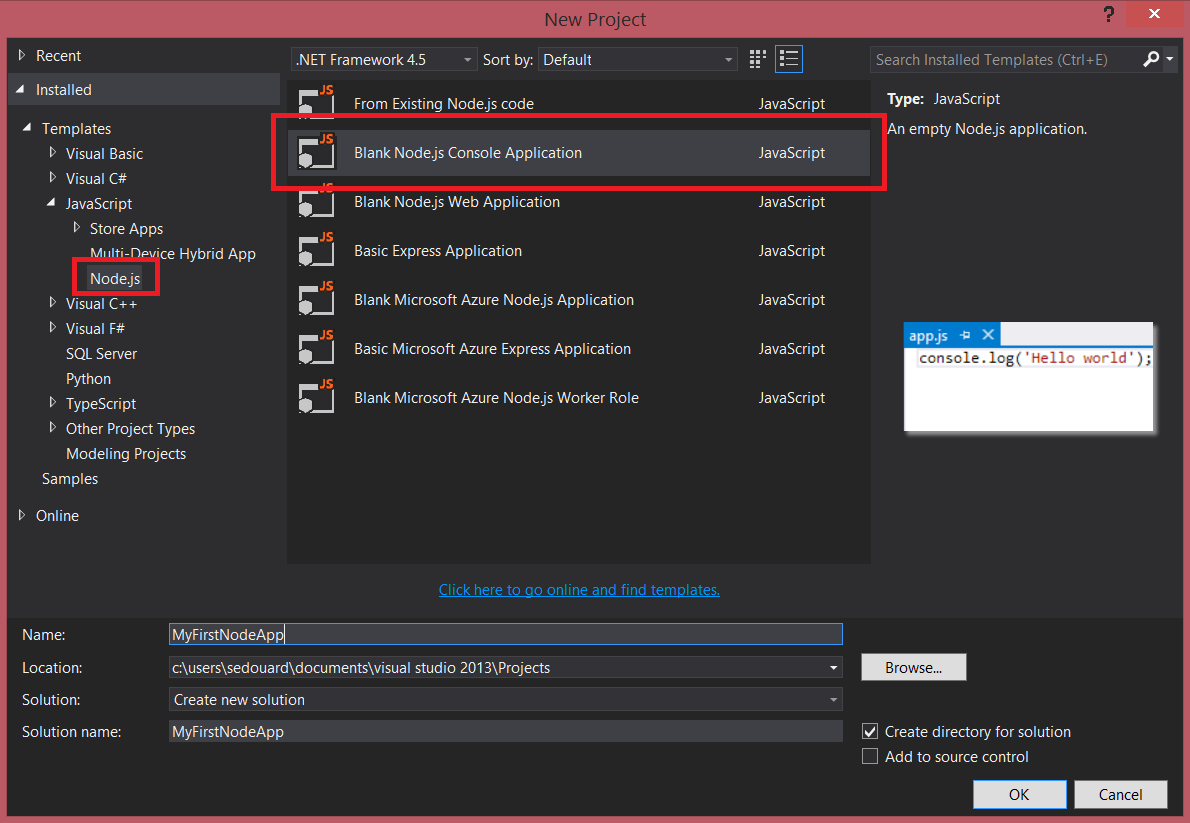 New Project
?
Recent
Installed
Templates
Visual Basic
Visual C#
JavaScript
Store Apps
Multi-Device Hybrid App
Node.js
Visual C++
Visual F#
SQL Server
Python
TypeScript
Other Project Types
Modeling Projects
Samples
Online
.NET Framework 4.5
Sort by: Default
Search Installed Templates (Ctrl+E)
JS From Existing Node.js code JavaScript
JS Blank Node.js Console Application JavaScript
JS Blank Node.js Web Application JavaScript
JS Basic Express Application JavaScript
JS Blank Microsoft Azure Node.js Application JavaScript
JS Basic Microsoft Azure Express Application JavaScript
JS Blank Microsoft Azure Node.js Worker Role JavaScript
Click here to go online and find templates.
Type: JavaScript
An empty Node.js application.
app.js
console.log('Hello world');
Name: MyFirstNodeApp
Location: c:\users\sedouard\documents\visual studio 2013\Projects
Browse...
Solution: Create new solution
Solution name: MyFirstNodeApp
Create directory for solution
Add to source control
OK
Cancel